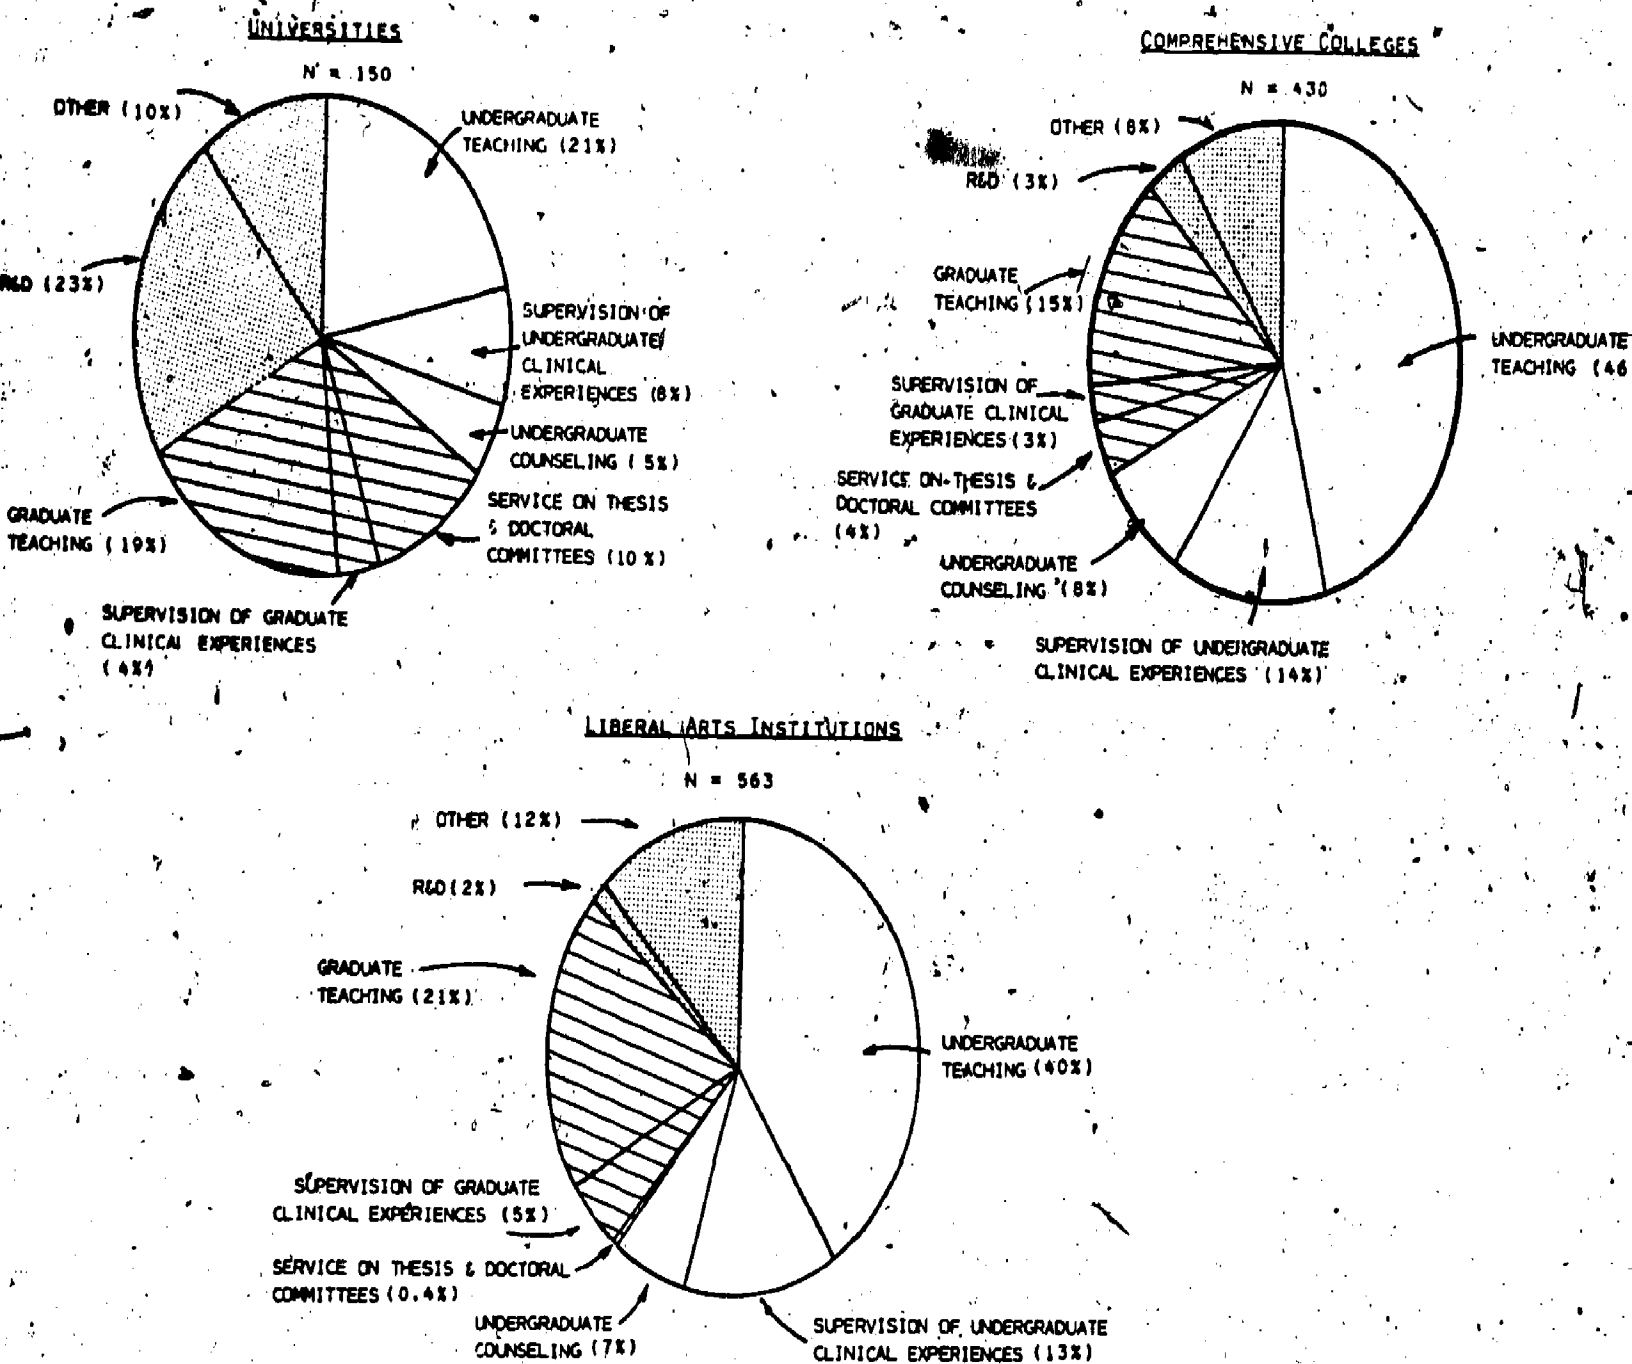 UNIVERSITIES
N = 150
OTHER (10%)
UNDERGRADUATE
TEACHING (21%)
R&D (23%)
SUPERVISION OF
UNDERGRADUATE
CLINICAL
EXPERIENCES (8%)
UNDERGRADUATE
COUNSELING (5%)
SERVICE ON THESIS
& DOCTORAL
COMMITTEES (10%)
GRADUATE
TEACHING (19%)
SUPERVISION OF GRADUATE
CLINICAL EXPERIENCES
(4%)
COMPREHENSIVE COLLEGES
N = 430
OTHER (8%)
R&D (3%)
GRADUATE
TEACHING (15%)
UNDERGRADUATE
TEACHING (46
SUPERVISION OF
GRADUATE CLINICAL
EXPERIENCES (3%)
SERVICE ON THESIS &
DOCTORAL COMMITTEES
(4%)
UNDERGRADUATE
COUNSELING (8%)
SUPERVISION OF UNDERGRADUATE
CLINICAL EXPERIENCES (14%)
LIBERAL ARTS INSTITUTIONS
N = 563
OTHER (12%)
R&D (2%)
GRADUATE
TEACHING (21%)
UNDERGRADUATE
TEACHING (40%)
SUPERVISION OF GRADUATE
CLINICAL EXPERIENCES (5%)
SERVICE ON THESIS & DOCTORAL
COMMITTEES (0.4%)
UNDERGRADUATE
COUNSELING (7%)
SUPERVISION OF UNDERGRADUATE
CLINICAL EXPERIENCES (13%)